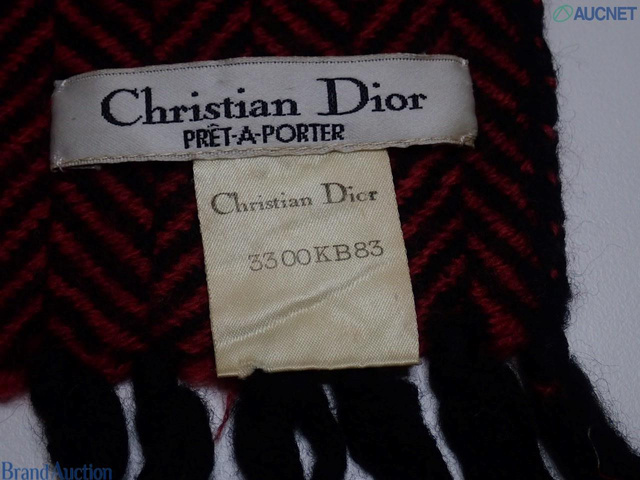 AUCNET
Christian Dior
PRÊT-A-PORTER
Christian Dior
3300KB83
Brand Auction